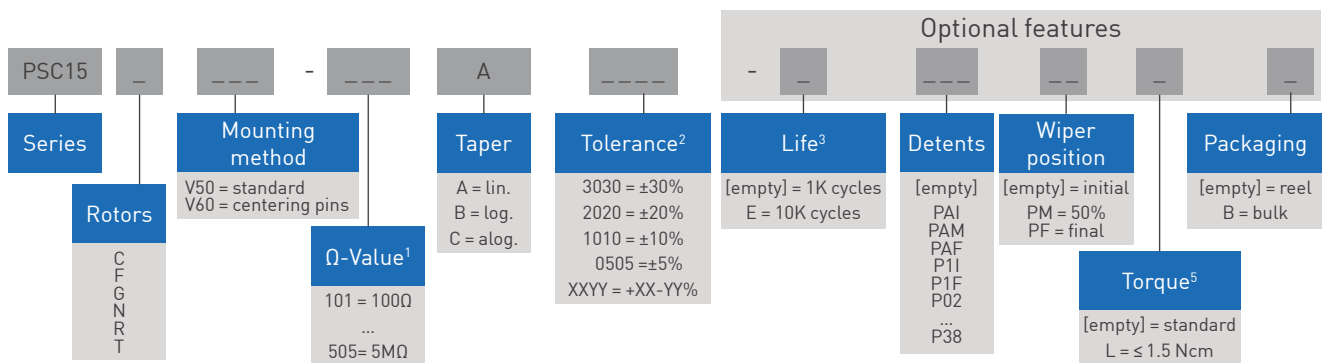 Optional features
PSC15 _ _ _ _ - _ _ _ A _ _ _ _ - _ _ _ _ _ _ _ _
Series
Rotors
C
F
G
N
R
T
Mounting
method
V50 = standard
V60 = centering pins
Ω-Value¹
101 = 100Ω
...
505= 5MΩ
Taper
A = lin.
B = log.
C = alog.
Tolerance²
3030 = ±30%
2020 = ±20%
1010 = ±10%
0505 =±5%
XXYY = +XX-YY%
Life³
[empty] = 1K cycles
E = 10K cycles
Detents
[empty]
PAI
PAM
PAF
P1I
P1F
P02
...
P38
Wiper
position
[empty] = initial
PM = 50%
PF = final
Torque⁵
[empty] = standard
L = ≤ 1.5 Ncm
Packaging
[empty] = reel
B = bulk